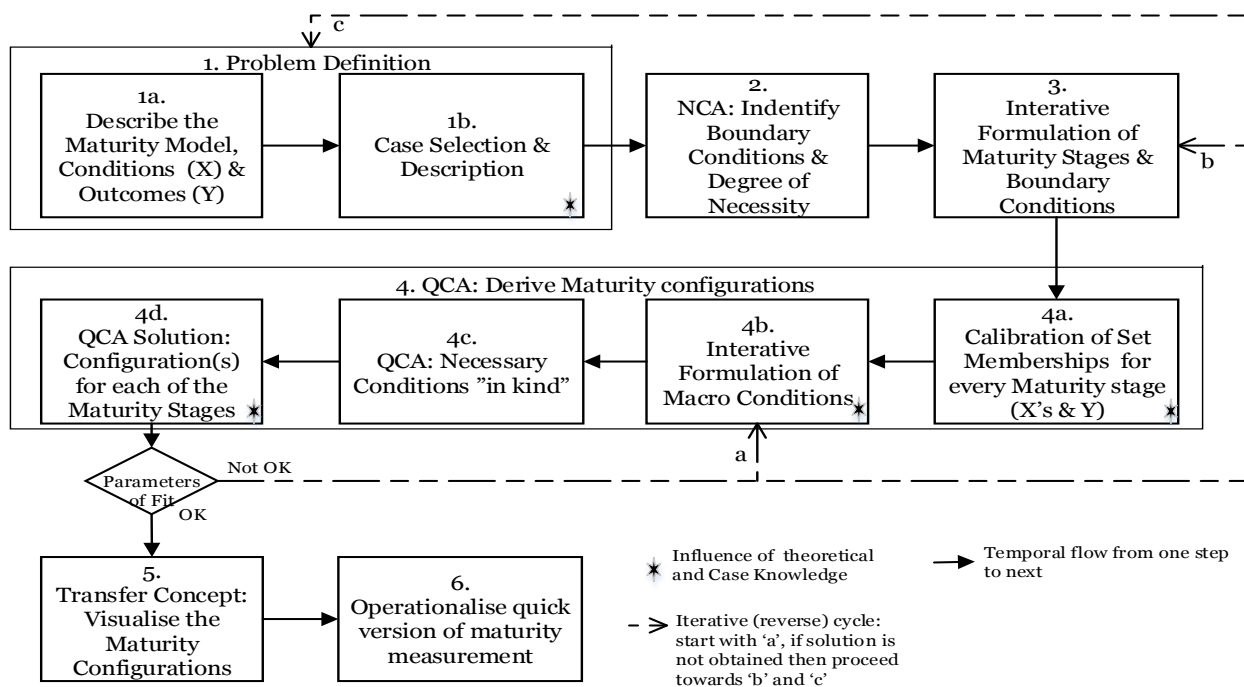 c
1. Problem Definition
1a.
Describe the
Maturity Model,
Conditions (X) &
Outcomes (Y)
1b.
Case Selection &
Description
2.
NCA: Indentify
Boundary
Conditions &
Degree of
Necessity
3.
Interative
Formulation of
Maturity Stages &
Boundary
Conditions
b
4. QCA: Derive Maturity configurations
4d.
QCA Solution:
Configuration(s)
for each of the
Maturity Stages
4c.
QCA: Necessary
Conditions ”in kind”
4b.
Interative
Formulation of
Macro Conditions
4a.
Calibration of Set
Memberships for
every Maturity stage
(X's & Y)
a
Not OK
Parameters
of Fit
OK
5.
Transfer Concept:
Visualise the
Maturity
Configurations
6.
Operationalise quick
version of maturity
measurement
Influence of theoretical
and Case Knowledge
Temporal flow from one step
to next
Iterative (reverse) cycle:
start with ‘a’, if solution is
not obtained then proceed
towards ‘b’ and ‘c’